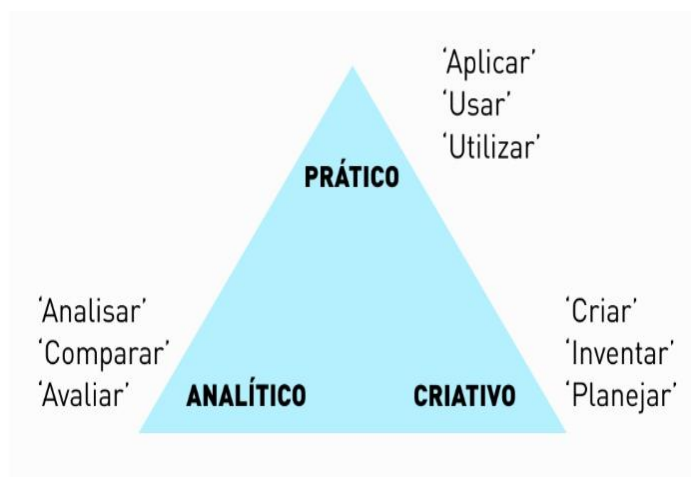 ‘Aplicar’
‘Usar’
‘Utilizar’
PRÁTICO
‘Analisar’
‘Comparar’
‘Avaliar’
ANALÍTICO
CRIATIVO
‘Criar’
‘Inventar’
‘Planejar’